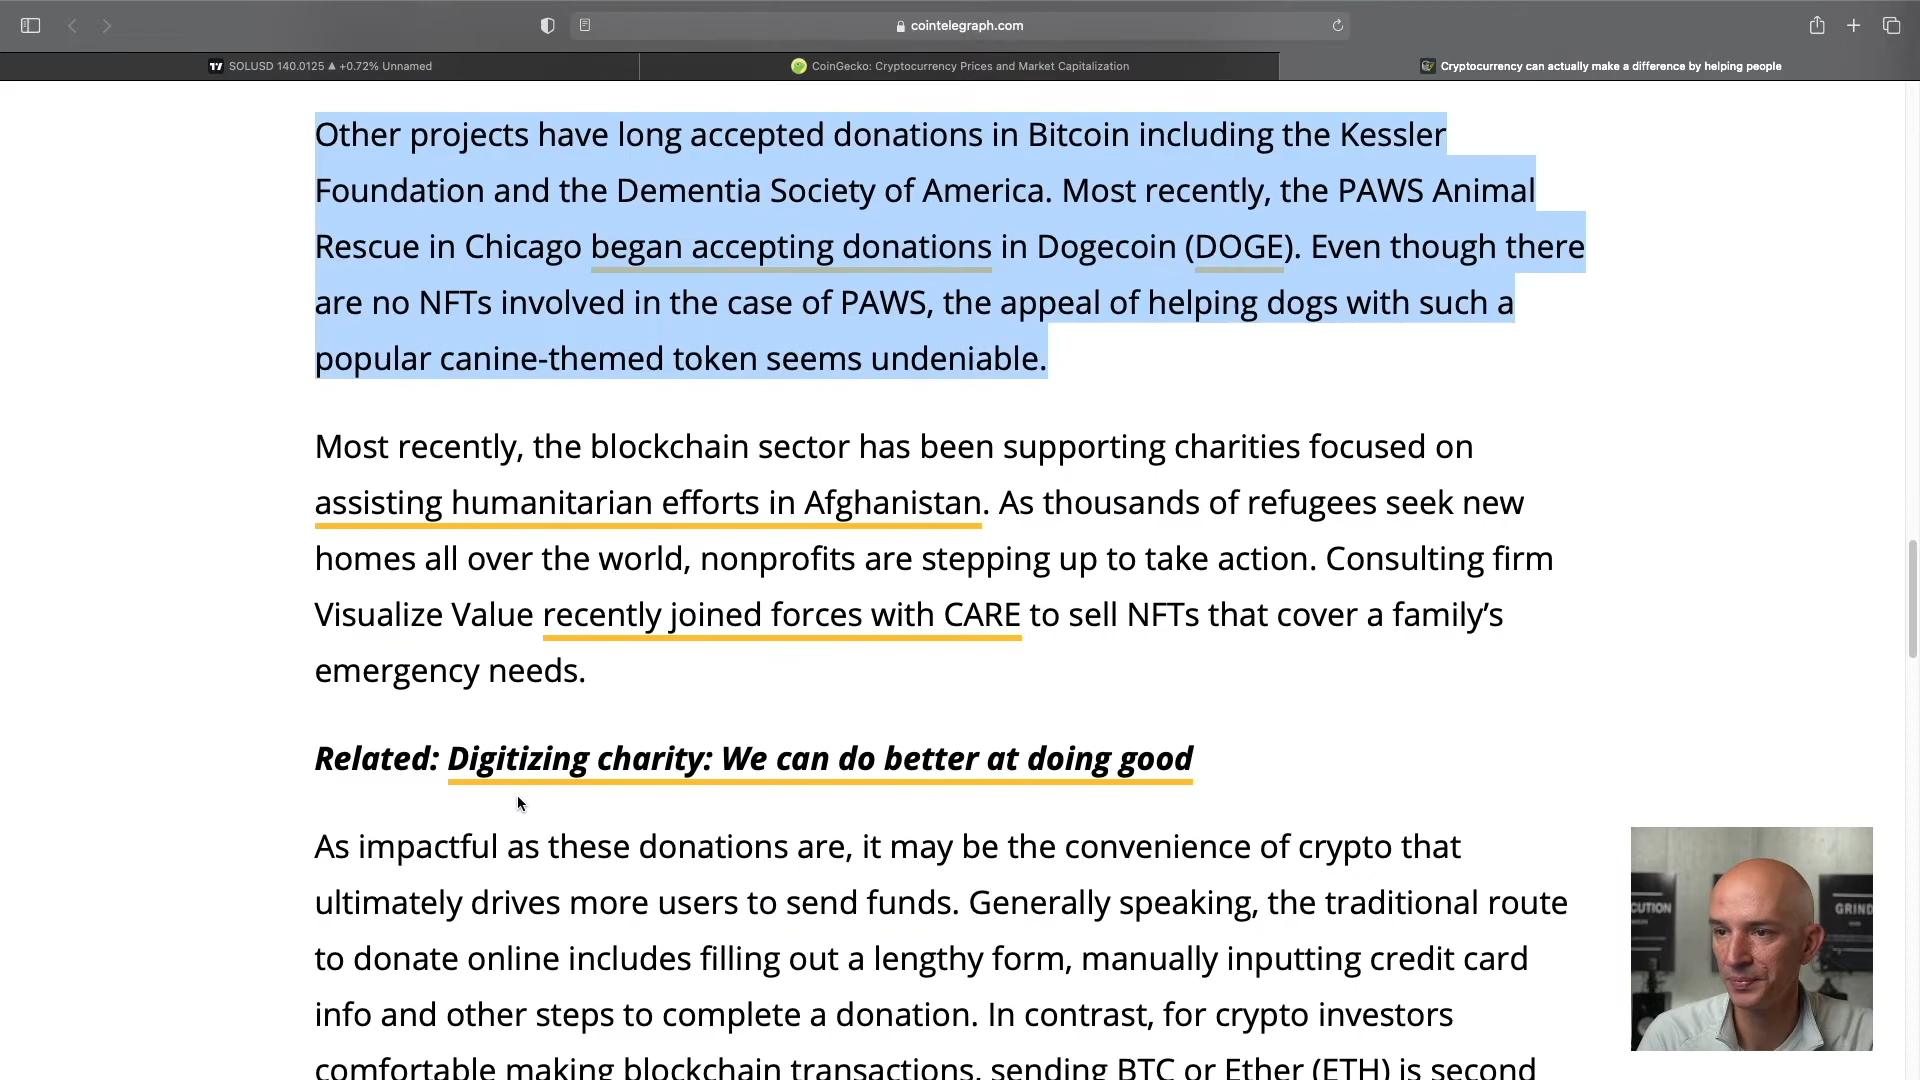 cointelegraph.com
SOLUSD 140.0125 ▲ +0.72% Unnamed
CoinGecko: Cryptocurrency Prices and Market Capitalization
Cryptocurrency can actually make a difference by helping people
Other projects have long accepted donations in Bitcoin including the Kessler
Foundation and the Dementia Society of America. Most recently, the PAWS Animal
Rescue in Chicago began accepting donations in Dogecoin (DOGE). Even though there
are no NFTs involved in the case of PAWS, the appeal of helping dogs with such a
popular canine-themed token seems undeniable.
Most recently, the blockchain sector has been supporting charities focused on
assisting humanitarian efforts in Afghanistan. As thousands of refugees seek new
homes all over the world, nonprofits are stepping up to take action. Consulting firm
Visualize Value recently joined forces with CARE to sell NFTs that cover a family’s
emergency needs.
Related: Digitizing charity: We can do better at doing good
As impactful as these donations are, it may be the convenience of crypto that
ultimately drives more users to send funds. Generally speaking, the traditional route
to donate online includes filling out a lengthy form, manually inputting credit card
info and other steps to complete a donation. In contrast, for crypto investors
comfortable making blockchain transactions, sending BTC or Ether (ETH) is second
CUTION
GRIND